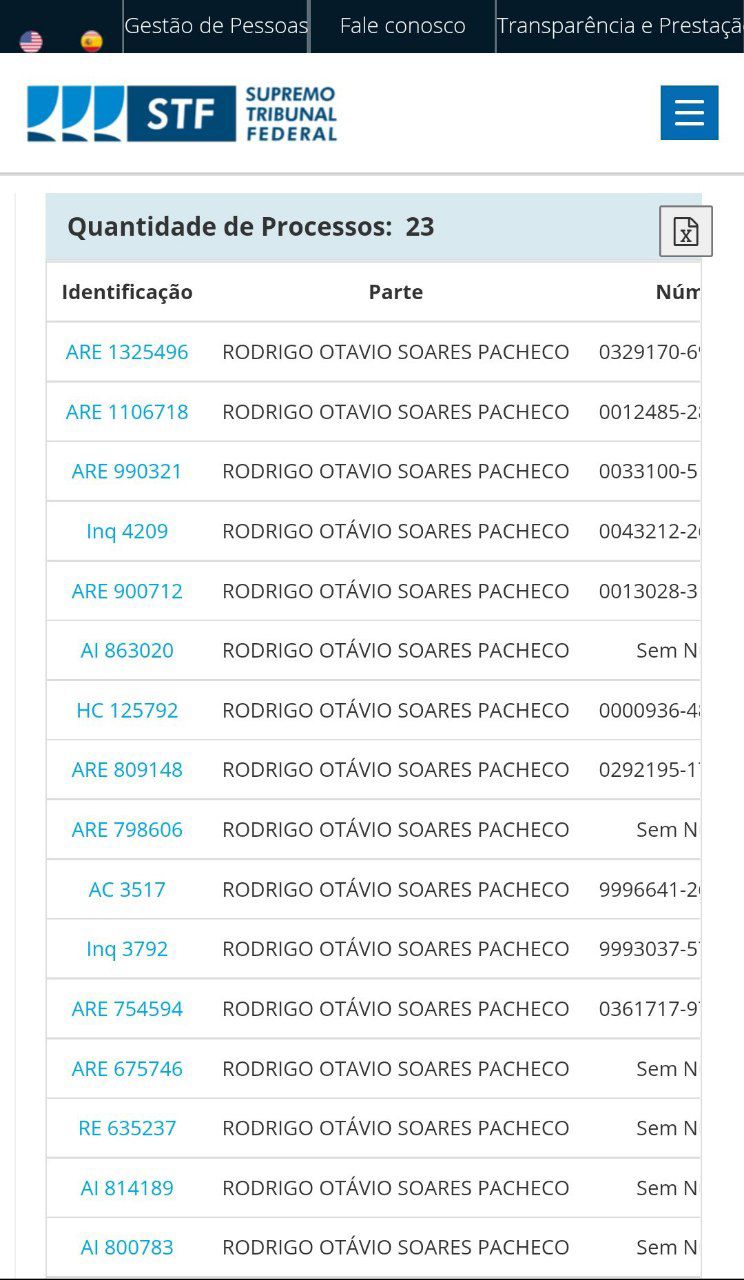 Gestão de Pessoas Fale conosco Transparência e Prestaçã
STF SUPREMO TRIBUNAL FEDERAL
Quantidade de Processos: 23
Identificação Parte Núm
ARE 1325496 RODRIGO OTAVIO SOARES PACHECO 0329170-6
ARE 1106718 RODRIGO OTAVIO SOARES PACHECO 0012485-2
ARE 990321 RODRIGO OTAVIO SOARES PACHECO 0033100-5
Inq 4209 RODRIGO OTÁVIO SOARES PACHECO 0043212-2
ARE 900712 RODRIGO OTÁVIO SOARES PACHECO 0013028-3
AI 863020 RODRIGO OTÁVIO SOARES PACHECO Sem N
HC 125792 RODRIGO OTÁVIO SOARES PACHECO 0000936-4
ARE 809148 RODRIGO OTÁVIO SOARES PACHECO 0292195-1
ARE 798606 RODRIGO OTÁVIO SOARES PACHECO Sem N
AC 3517 RODRIGO OTÁVIO SOARES PACHECO 9996641-2
Inq 3792 RODRIGO OTÁVIO SOARES PACHECO 9993037-5
ARE 754594 RODRIGO OTÁVIO SOARES PACHECO 0361717-9
ARE 675746 RODRIGO OTAVIO SOARES PACHECO Sem N
RE 635237 RODRIGO OTÁVIO SOARES PACHECO Sem N
AI 814189 RODRIGO OTÁVIO SOARES PACHECO Sem N
AI 800783 RODRIGO OTÁVIO SOARES PACHECO Sem N